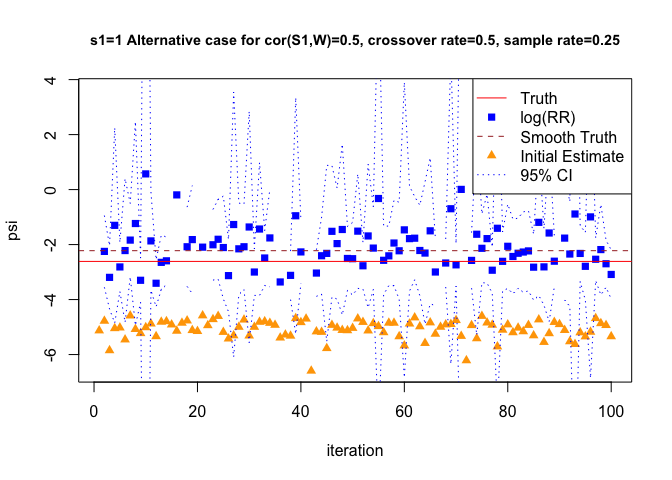 s1=1 Alternative case for cor(S1,W)=0.5, crossover rate=0.5, sample rate=0.25
psi
4
2
0
-2
-4
-6
Truth
log(RR)
Smooth Truth
Initial Estimate
95% CI
0 20 40 60 80 100
iteration